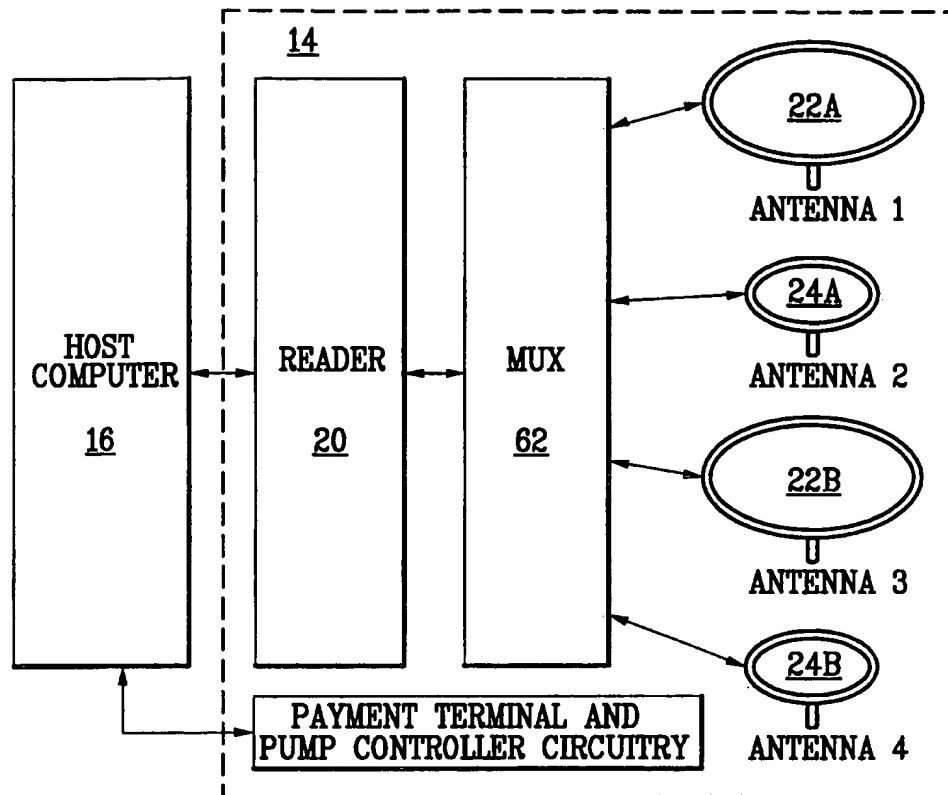 14
HOST
COMPUTER
16
READER
20
MUX
62
22A
ANTENNA 1
24A
ANTENNA 2
22B
ANTENNA 3
24B
ANTENNA 4
PAYMENT TERMINAL AND
PUMP CONTROLLER CIRCUITRY